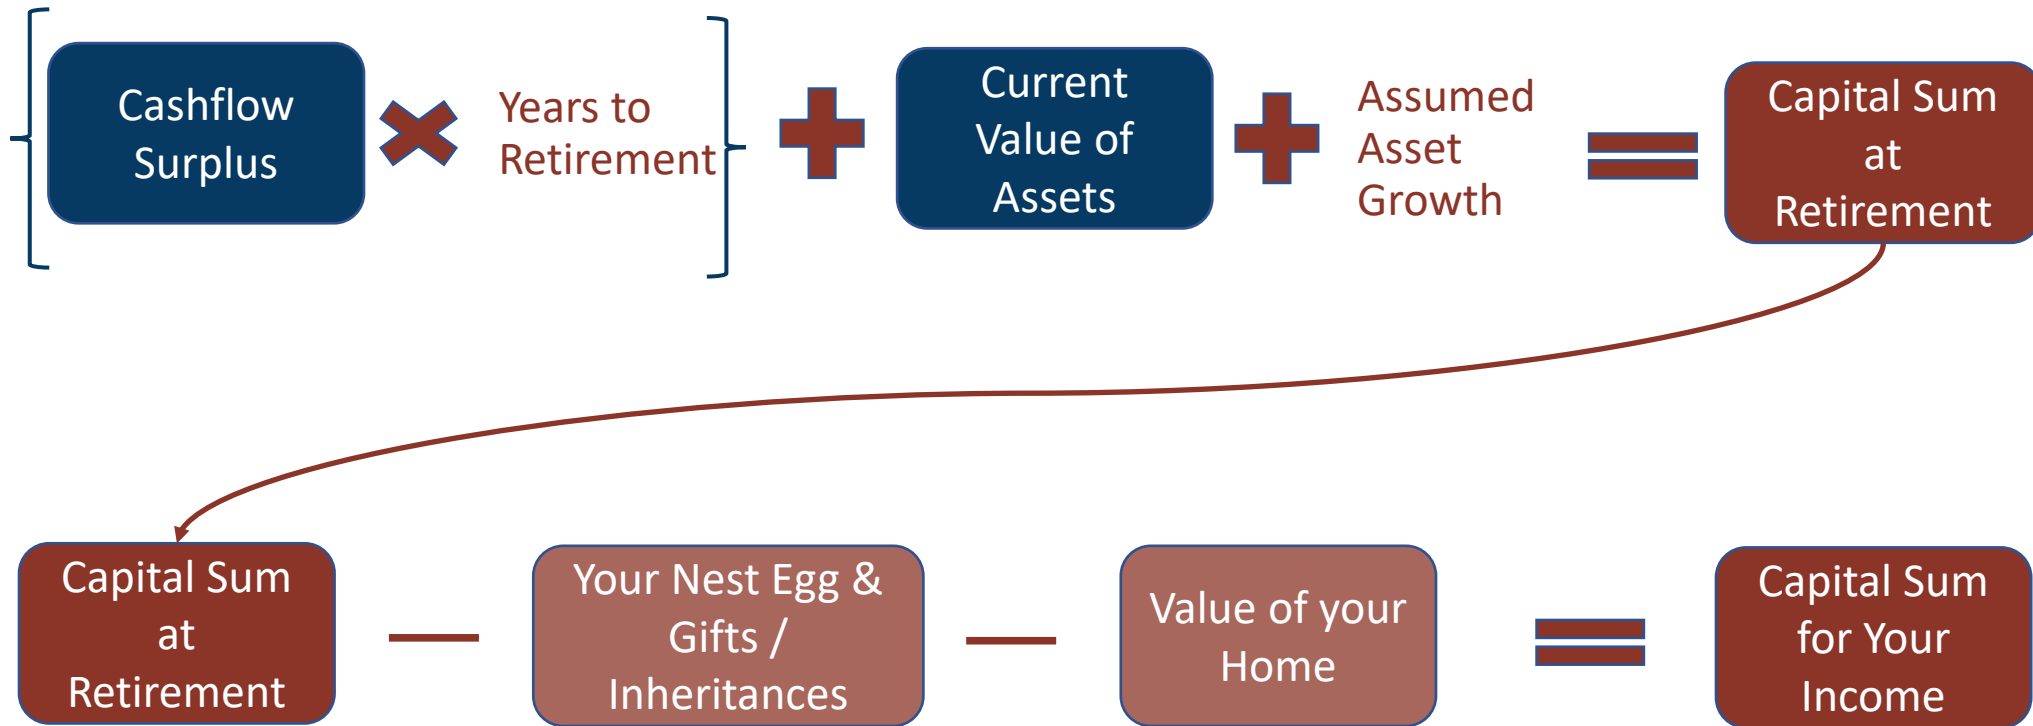 Cashflow
Surplus
Years to
Retirement
Current
Value of
Assets
Assumed
Asset
Growth
Capital Sum
at
Retirement
Capital Sum
at
Retirement
Your Nest Egg &
Gifts /
Inheritances
Value of your
Home
Capital Sum
for Your
Income